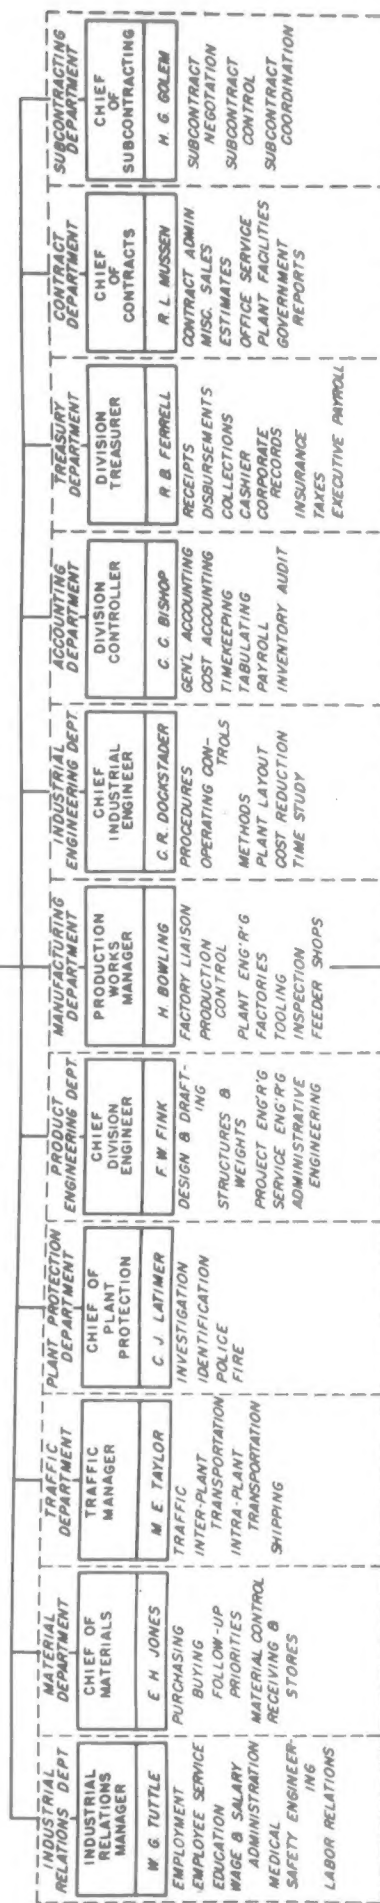 INDUSTRIAL
RELATIONS DEPT
INDUSTRIAL
RELATIONS
MANAGER
W. G. TUTTLE
EMPLOYMENT
EMPLOYEE SERVICE
EDUCATION
WAGE & SALARY
ADMINISTRATION
MEDICAL
SAFETY ENGINEER-
ING
LABOR RELATIONS
MATERIAL
DEPARTMENT
CHIEF OF
MATERIALS
E H JONES
PURCHASING
BUYING
FOLLOW-UP
PRIORITIES
MATERIAL CONTROL
RECEIVING &
STORES
TRAFFIC
DEPARTMENT
TRAFFIC
MANAGER
M E TAYLOR
TRAFFIC
INTER-PLANT
TRANSPORTATION
INTRA-PLANT
TRANSPORTATION
SHIPPING
PLANT PROTECTION
DEPARTMENT
CHIEF OF
PLANT
PROTECTION
C. J. LATIMER
INVESTIGATION
IDENTIFICATION
POLICE
FIRE
PRODUCT
ENGINEERING DEPT.
CHIEF
DIVISION
ENGINEER
F. W FINK
DESIGN & DRAFT-
ING
STRUCTURES &
WEIGHTS
PROJECT ENG'R'G
SERVICE ENG'R'G
ADMINISTRATIVE
ENGINEERING
MANUFACTURING
DEPARTMENT
PRODUCTION
WORKS
MANAGER
H. BOWLING
FACTORY LIAISON
PRODUCTION
CONTROL
PLANT ENG'R'G
FACTORIES
TOOLING
INSPECTION
FEEDER SHOPS
INDUSTRIAL
ENGINEERING DEPT.
CHIEF
INDUSTRIAL
ENGINEER
C.R. DOCKSTADER
PROCEDURES
OPERATING CON-
TROLS
METHODS
PLANT LAYOUT
COST REDUCTION
TIME STUDY
ACCOUNTING
DEPARTMENT
DIVISION
CONTROLLER
C. C. BISHOP
GEN'L ACCOUNTING
COST ACCOUNTING
TIMEKEEPING
TABULATING
PAYROLL
INVENTORY AUDIT
TREASURY
DEPARTMENT
DIVISION
TREASURER
R. B. FERRELL
RECEIPTS
DISBURSEMENTS
COLLECTIONS
CASHIER
CORPORATE
RECORDS
INSURANCE
TAXES
EXECUTIVE PAYROLL
CONTRACT
DEPARTMENT
CHIEF
OF
CONTRACTS
R. L. MUSSEN
CONTRACT ADMIN.
MISC. SALES
ESTIMATES
OFFICE SERVICE
PLANT FACILITIES
GOVERNMENT
REPORTS
SUBCONTRACTING
DEPARTMENT
CHIEF
OF
SUBCONTRACTING
H. G. GOLEM
SUBCONTRACT
NEGOTATION
SUBCONTRACT
CONTROL
SUBCONTRACT
COORDINATION